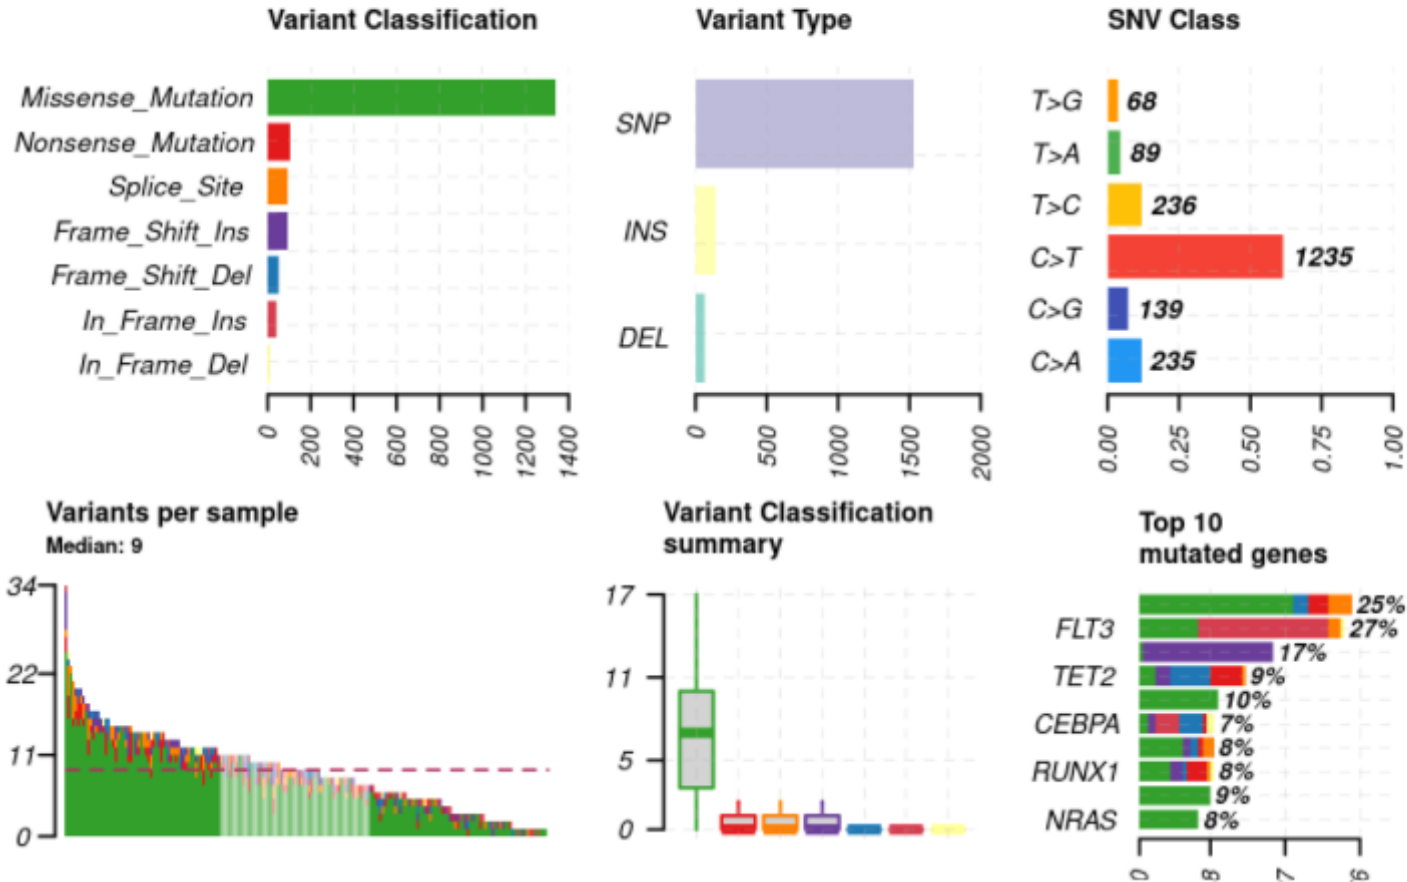 Variant Classification
Missense_Mutation
Nonsense_Mutation
Splice_Site
Frame_Shift_Ins
Frame_Shift_Del
In_Frame_Ins
In_Frame_Del
0 200 400 600 800 1000 1200 1400
Variant Type
SNP
INS
DEL
0 500 1000 1500 2000
SNV Class
T>G 68
T>A 89
T>C 236
C>T 1235
C>G 139
C>A 235
0.00 0.25 0.50 0.75 1.00
Variants per sample
Median: 9
34
22
11
0
Variant Classification
summary
17
11
5
0
Top 10
mutated genes
25%
FLT3 27%
17%
TET2 9%
10%
CEBPA 7%
8%
RUNX1 8%
9%
NRAS 8%
0